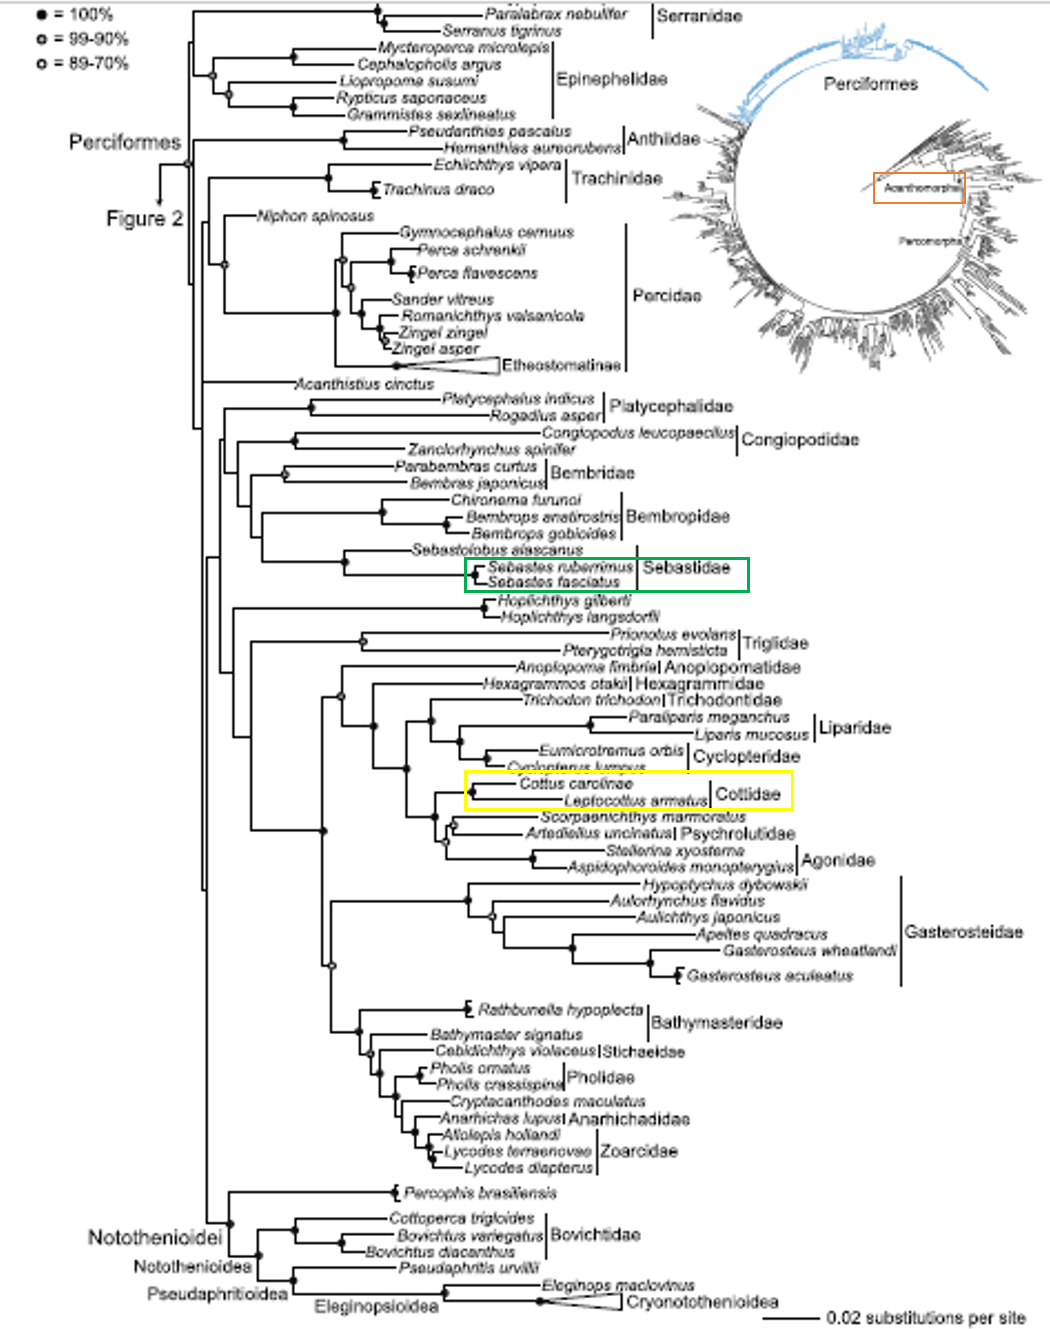 = 100%
= 99-90%
= 89-70%
Paralabrax nebulifer
Serranus tigrinus
Serranidae
Mycteroperca microlepis
Cephalopholis argus
Liopropoma susumi
Rypticus saponaceus
Grammistes sexlineatus
Epinephelidae
Perciformes
Perciformes
Figure 2
Pseudanthias pascalus
Hemanthias aureorubens
Anthiidae
Echiichthys vipera
Trachinus draco
Trachinidae
Acanthomorpha
Percomorpha
Niphon spinosus
Gymnocephalus cernuus
Perca schrenkii
Perca flavescens
Sander vitreus
Romanichthys valsanicola
Zingel zingel
Zingel asper
Percidae
Etheostomatinae
Acanthistius cinctus
Platycephalus indicus
Rogadius asper
Platycephalidae
Congiopodus leucopaecilus
Zanclorhynchus spinifer
Congiopodidae
Parabembras curtus
Bembras japonicus
Bembridae
Chironema furunoi
Bembrops anatirostris
Bembrops gobioides
Bembropidae
Sebastolobus alascanus
Sebastes ruberrimus
Sebastes fasciatus
Sebastidae
Hoplichthys gilberti
Hoplichthys langsdorfii
Prionotus evolans
Pterygotrigla hemisticta
Triglidae
Anoplopoma fimbria Anoplopomatidae
Hexagrammos otakii Hexagrammidae
Trichodon trichodon Trichodontidae
Paraliparis meganchus
Liparis mucosus
Liparidae
Eumicrotremus orbis
Cyclopterus lumpus
Cyclopteridae
Cottus carolinae
Leptocottus armatus
Cottidae
Scorpaenichthys marmoratus
Artediellus uncinatus Psychrolutidae
Stellerina xyosterna
Aspidophoroides monopterygius
Agonidae
Hypoptychus dybowskii
Aulorhynchus flavidus
Aulichthys japonicus
Apeltes quadracus
Gasterosteus wheatlandi
Gasterosteus aculeatus
Gasterosteidae
Rathbunella hypoplecta
Bathymaster signatus
Bathymasteridae
Cebidichthys violaceus Stichaeidae
Pholis ornatus
Pholis crassispina
Pholidae
Cryptacanthodes maculatus
Anarhichas lupus Anarhichadidae
Allolepis hollandi
Lycodes terraenovae
Lycodes diapterus
Zoarcidae
Percophis brasiliensis
Notothenioidei
Cottoperca trigloides
Bovichtus variegatus
Bovichtus diacanthus
Bovichtidae
Notothenioidea
Pseudaphritis urvillii
Pseudaphritioidea
Eleginops maclovinus
Eleginopsioidea
Cryonotothenioidea
0.02 substitutions per site